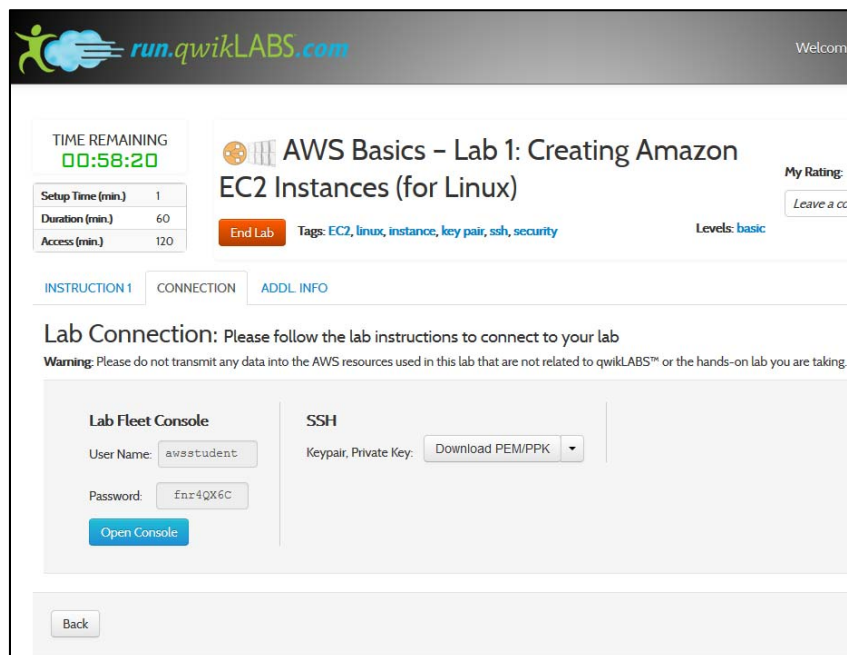 run.qwikLABS.com
Welcom
TIME REMAINING
00:58:20
Setup Time (min.) 1
Duration (min.) 60
Access (min.) 120
AWS Basics – Lab 1: Creating Amazon
EC2 Instances (for Linux)
End Lab
Tags: EC2, linux, instance, key pair, ssh, security
Levels: basic
My Rating:
Leave a co
INSTRUCTION 1 CONNECTION ADDL. INFO
Lab Connection: Please follow the lab instructions to connect to your lab
Warning: Please do not transmit any data into the AWS resources used in this lab that are not related to qwikLABS™ or the hands-on lab you are taking.
Lab Fleet Console
User Name: awsstudent
Password: fnr4QX6C
Open Console
SSH
Keypair, Private Key: Download PEM/PPK
Back